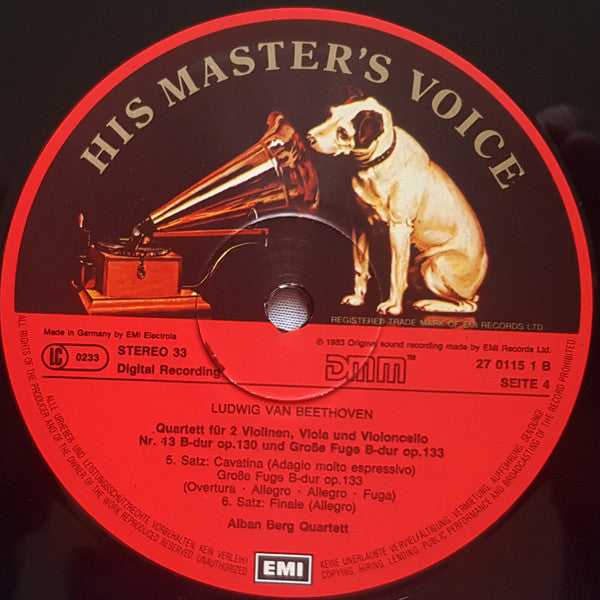 HIS MASTER'S VOICE
REGISTERED TRADE MARK OF EMI RECORDS LTD
Made in Germany by EMI Electrola
℗ 1983 Original sound recording made by EMI Records Ltd.
LC 0233
STEREO 33
Digital Recording
DMM™
27 0115 1 B
SEITE 4
LUDWIG VAN BEETHOVEN
Quartett für 2 Violinen, Viola und Violoncello
Nr. 13 B-dur op.130 und Große Fuge B-dur op.133
5. Satz: Cavatina (Adagio molto espressivo)
Große Fuge B-dur op.133
(Overtura · Allegro · Allegro · Fuga)
6. Satz: Finale (Allegro)
Alban Berg Quartett
EMI
ALL RIGHTS OF THE PRODUCER AND OF THE OWNER OF THE WORK REPRODUCED RESERVED UNAUTHORIZED
ALLE URHEBER- UND LEISTUNGSSCHUTZRECHTE VORBEHALTEN. KEIN VERLEIH!
KEINE UNERLAUBTE VERVIELFÄLTIGUNG, VERMIETUNG, AUFFÜHRUNG, SENDUNG!
COPYING, HIRING, LENDING, PUBLIC PERFORMANCE AND BROADCASTING OF THE RECORD PROHIBITED